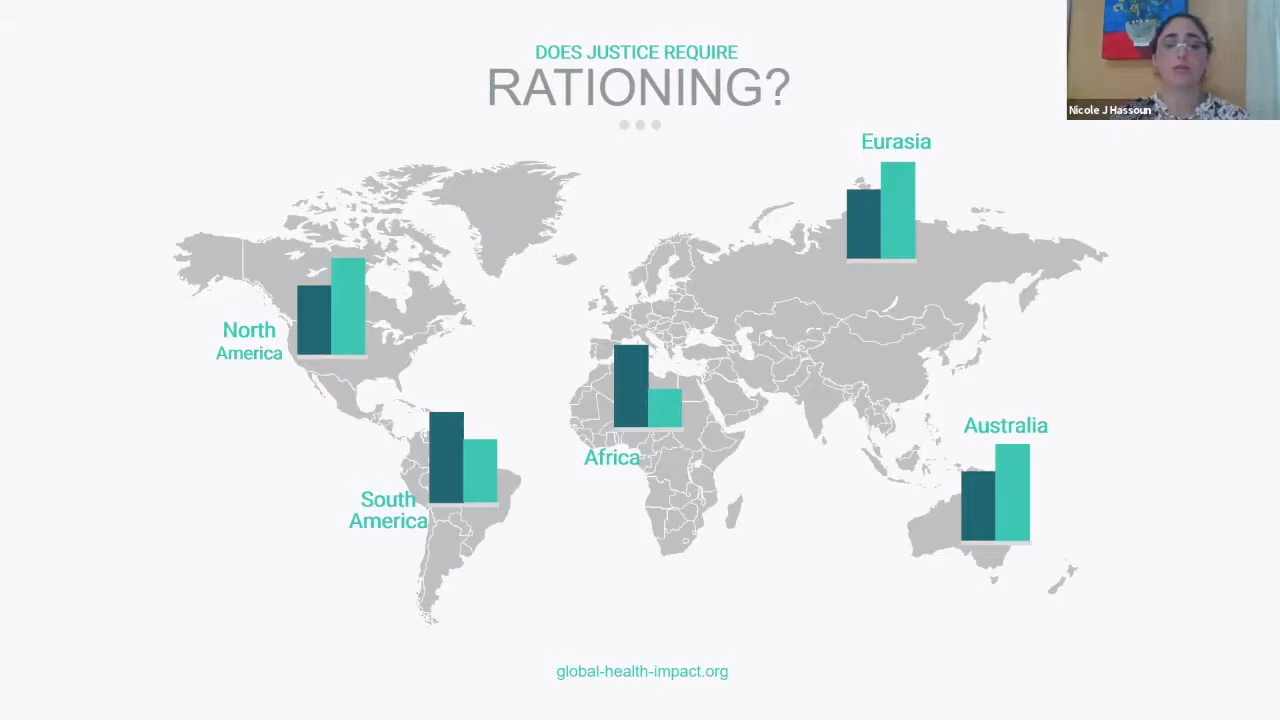 DOES JUSTICE REQUIRE
RATIONING?
Nicole J Hassoun
Eurasia
North
America
Australia
Africa
South
America
global-health-impact.org